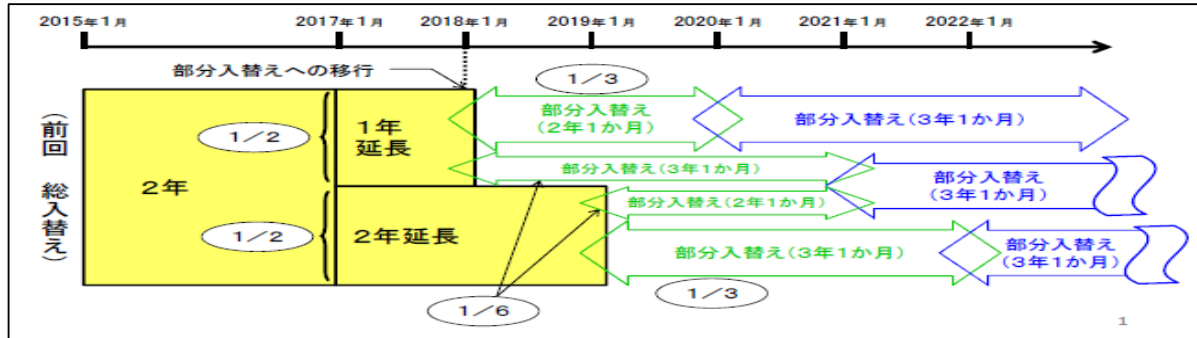 2015年1月
2017年1月
2018年1月
2019年1月
2020年1月
2021年1月
2022年1月
部分入替えへの移行
1/3
(前回 総入替え)
2年
1/2
1年
延長
部分入替え
(2年1か月)
部分入替え(3年1か月)
部分入替え(3年1か月)
部分入替え
(3年1か月)
部分入替え(2年1か月)
1/2
2年延長
部分入替え(3年1か月)
部分入替え
(3年1か月)
1/6
1/3
1